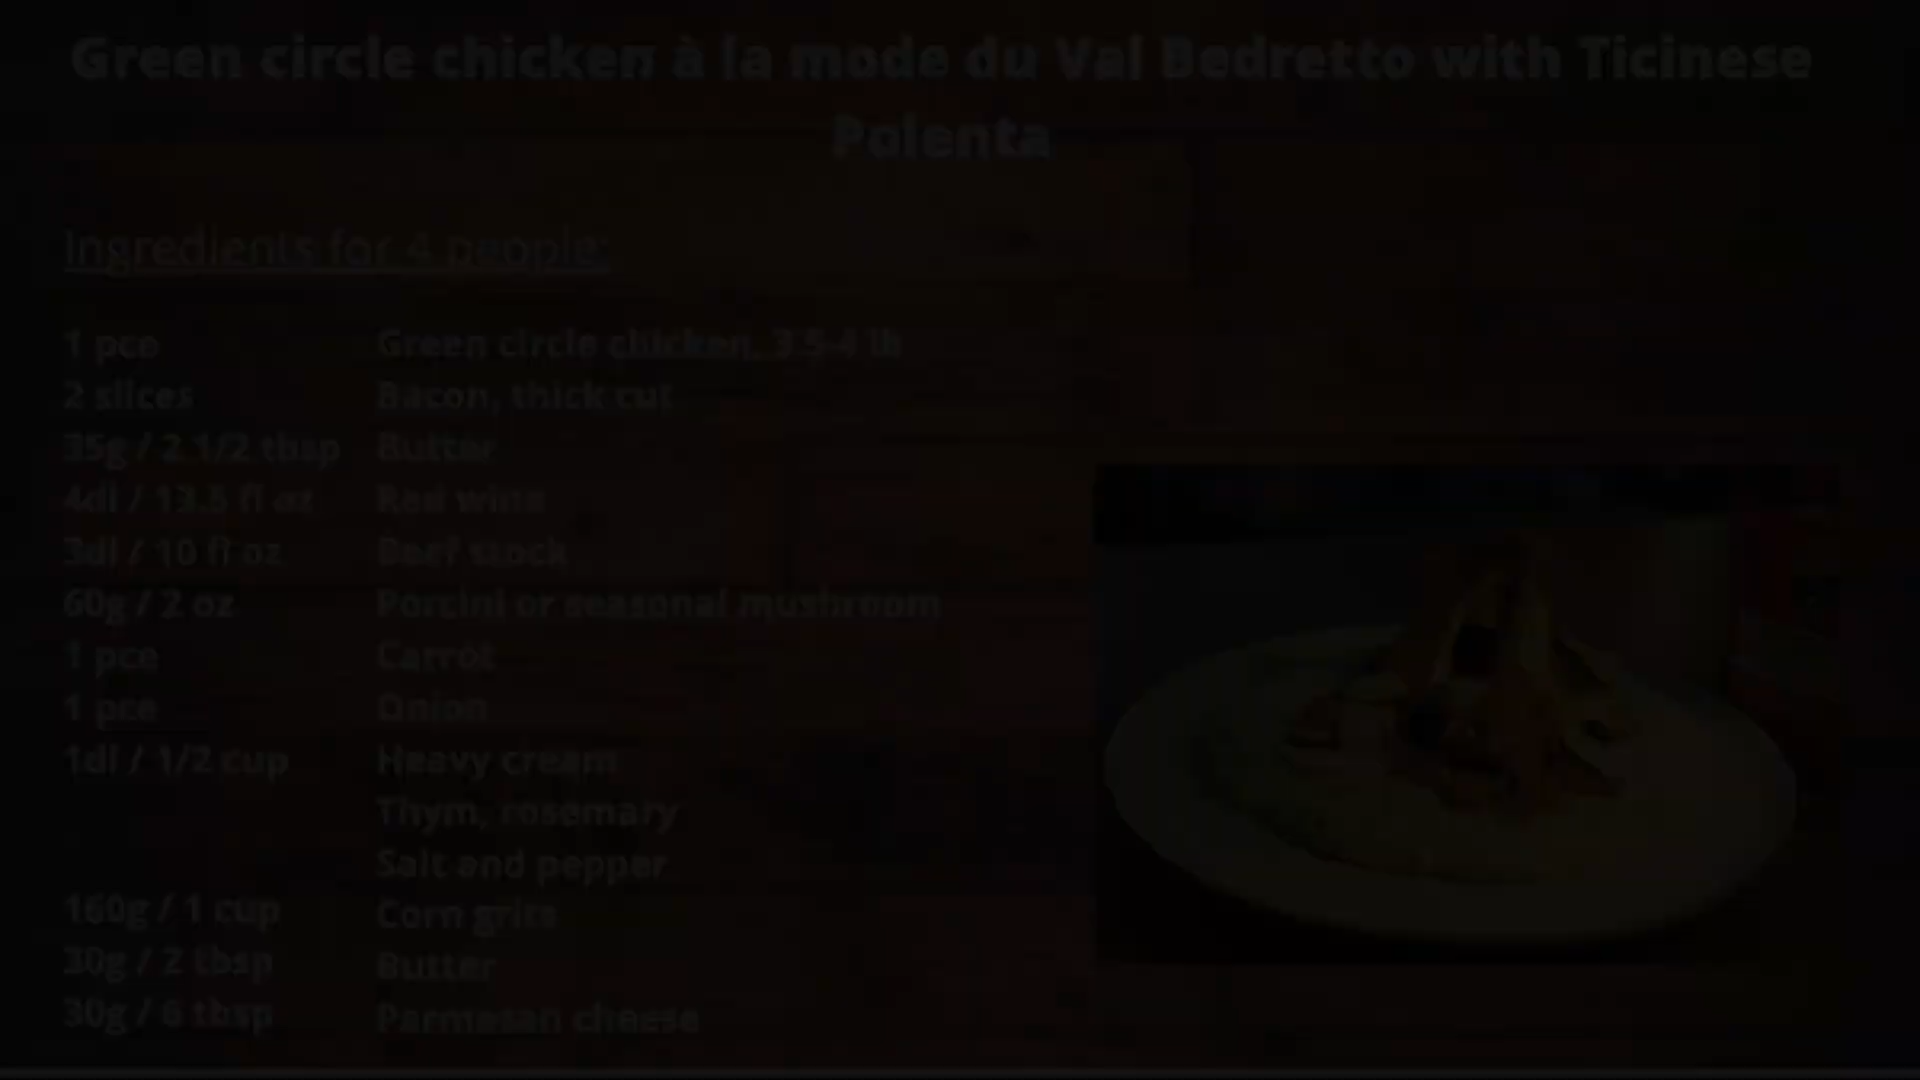 Green circle chicken à la mode du Val Bedretto with Ticinese
Polenta
Ingredients for 4 people:
1 pce Green circle chicken, 3.5-4 lb
2 slices Bacon, thick cut
35g / 2 1/2 tbsp Butter
4dl / 13.5 fl oz Red wine
3dl / 10 fl oz Beef stock
60g / 2 oz Porcini or seasonal mushroom
1 pce Carrot
1 pce Onion
1dl / 1/2 cup Heavy cream
Thym, rosemary
Salt and pepper
160g / 1 cup Corn grits
30g / 2 tbsp Butter
30g / 6 tbsp Parmesan cheese